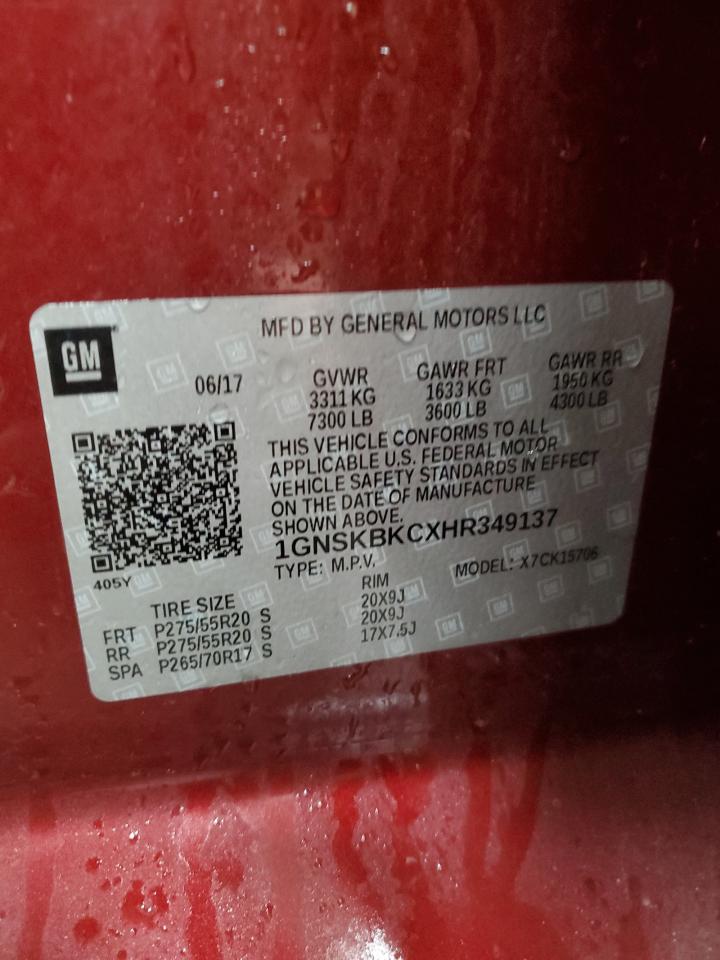 MFD BY GENERAL MOTORS LLC
GM
06/17
GVWR
3311 KG
7300 LB
GAWR FRT
1633 KG
3600 LB
GAWR RR
1950 KG
4300 LB
THIS VEHICLE CONFORMS TO ALL
APPLICABLE U.S. FEDERAL MOTOR
VEHICLE SAFETY STANDARDS IN EFFECT
ON THE DATE OF MANUFACTURE
SHOWN ABOVE.
1GNSKBKCXHR349137
TYPE: M.P.V.
MODEL: X7CK15706
405Y
TIRE SIZE RIM
FRT P275/55R20 S 20X9J
RR P275/55R20 S 20X9J
SPA P265/70R17 S 17X7.5J